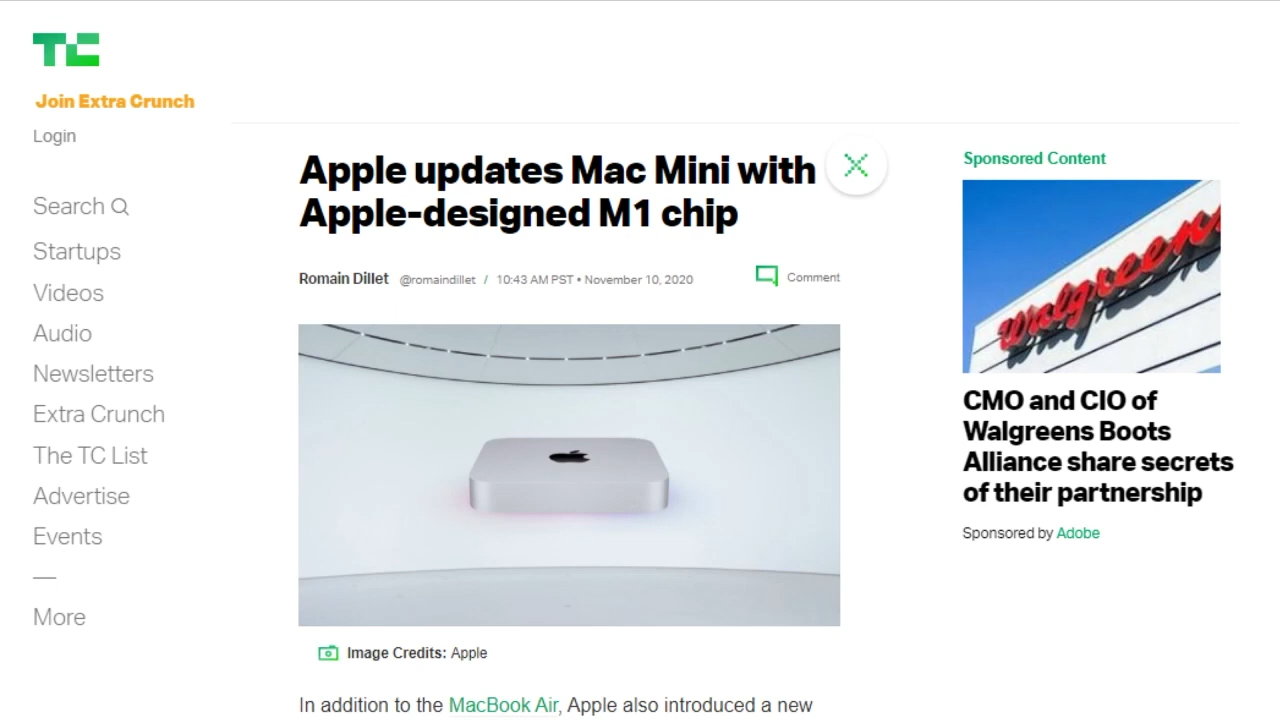 TC
Join Extra Crunch
Login
Search
Startups
Videos
Audio
Newsletters
Extra Crunch
The TC List
Advertise
Events
—
More
Apple updates Mac Mini with
Apple-designed M1 chip
Romain Dillet @romaindillet / 10:43 AM PST • November 10, 2020
Comment
Image Credits: Apple
In addition to the MacBook Air, Apple also introduced a new
Sponsored Content
Walgreens
CMO and CIO of
Walgreens Boots
Alliance share secrets
of their partnership
Sponsored by Adobe